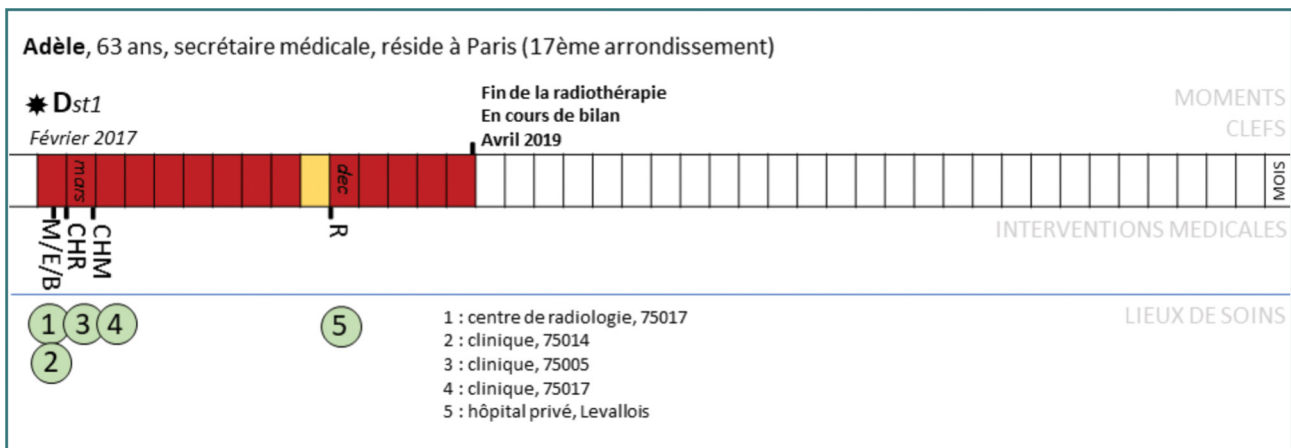 Adèle, 63 ans, secrétaire médicale, réside à Paris (17ème arrondissement)
✷ Dst1
Février 2017
Fin de la radiothérapie
En cours de bilan
Avril 2019
MOMENTS
CLEFS
mars
dec
MOIS
M/E/B
CHR
CHM
R
INTERVENTIONS MEDICALES
1
3
4
2
5
1 : centre de radiologie, 75017
2 : clinique, 75014
3 : clinique, 75005
4 : clinique, 75017
5 : hôpital privé, Levallois
LIEUX DE SOINS